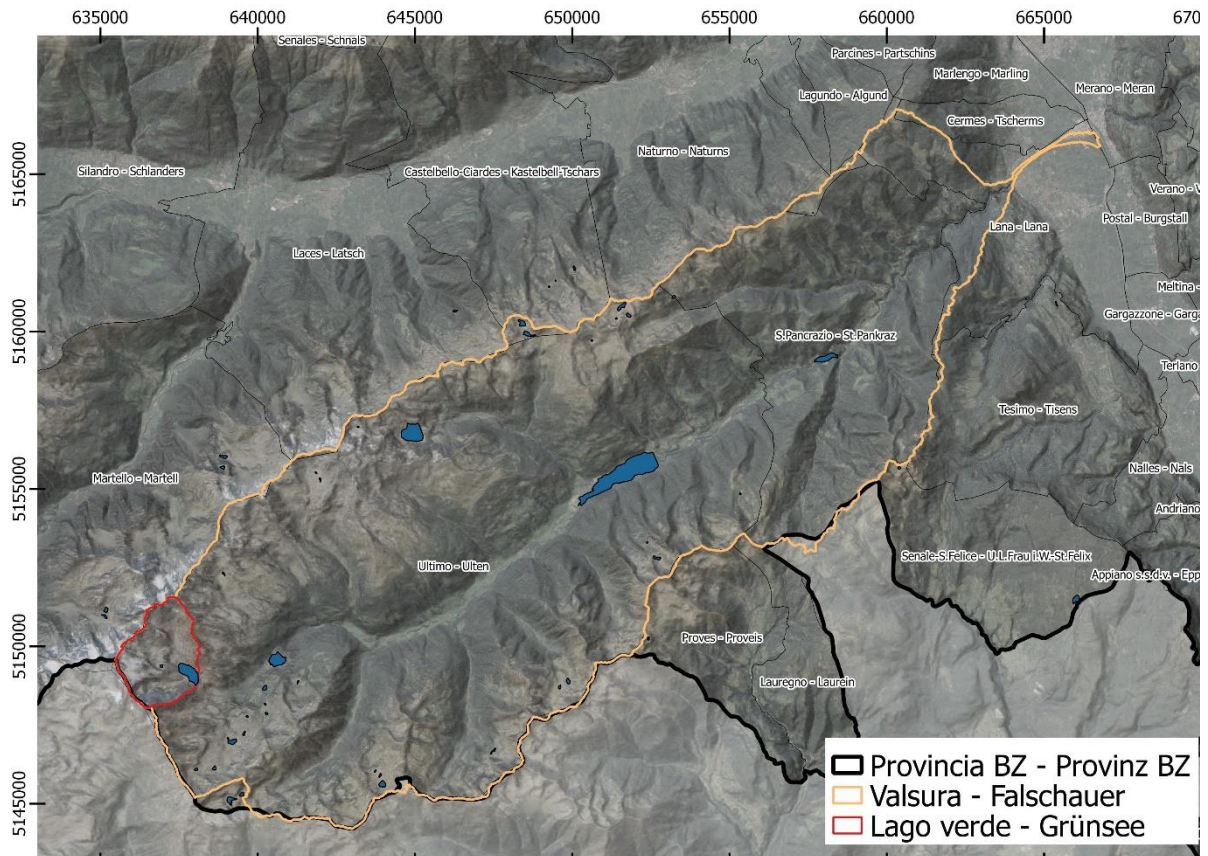 635000 640000 645000 650000 655000 660000 665000 670
Senales - Schnals
Parcines - Partschins
Marlengo - Marling
Merano - Meran
Lagundo - Algund
Cermes - Tscherms
Naturno - Naturns
5165000
Silandro - Schlanders
Castelbello-Ciardes - Kastelbell-Tschars
Verano - V
Postal - Burgstall
Lana - Lana
Laces - Latsch
Meltina -
Gargazzone - Garga
5160000
S.Pancrazio - St.Pankraz
Terlano
Tesimo - Tisens
Martello - Martell
Nalles - Nals
5155000
Andriano
Ultimo - Ulten
Senale-S.Felice - U.L.Frau i.W.-St.Felix
Appiano s.s.d.v. - Epp
Proves - Proveis
5150000
Lauregno - Laurein
5145000
Provincia BZ - Provinz BZ
Valsura - Falschauer
Lago verde - Grünsee